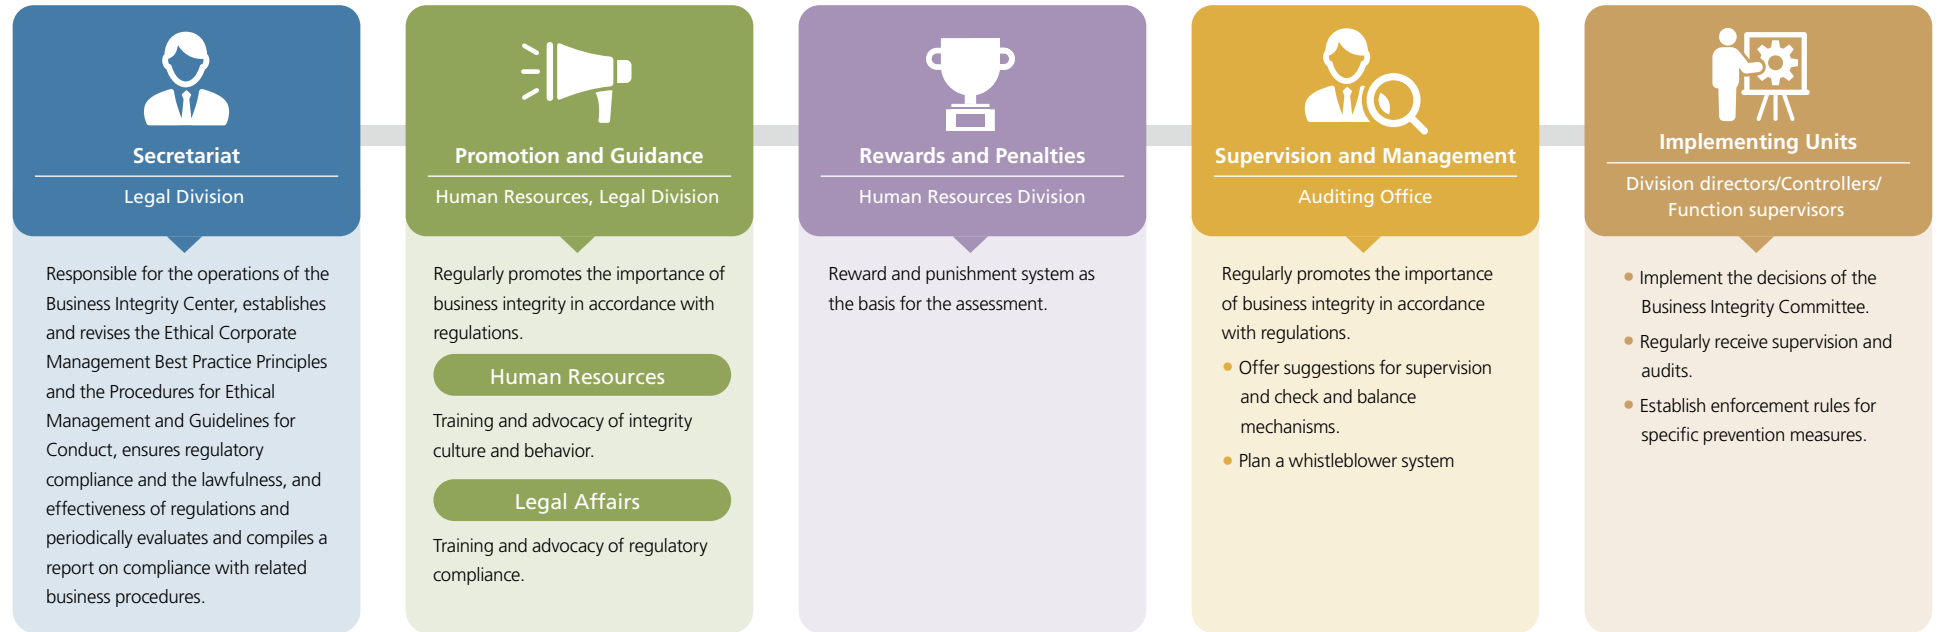 Secretariat
Legal Division
Responsible for the operations of the
Business Integrity Center, establishes
and revises the Ethical Corporate
Management Best Practice Principles
and the Procedures for Ethical
Management and Guidelines for
Conduct, ensures regulatory
compliance and the lawfulness, and
effectiveness of regulations and
periodically evaluates and compiles a
report on compliance with related
business procedures.
Promotion and Guidance
Human Resources, Legal Division
Regularly promotes the importance of
business integrity in accordance with
regulations.
Human Resources
Training and advocacy of integrity
culture and behavior.
Legal Affairs
Training and advocacy of regulatory
compliance.
Rewards and Penalties
Human Resources Division
Reward and punishment system as
the basis for the assessment.
Supervision and Management
Auditing Office
Regularly promotes the importance
of business integrity in accordance
with regulations.
• Offer suggestions for supervision
and check and balance
mechanisms.
• Plan a whistleblower system
Implementing Units
Division directors/Controllers/
Function supervisors
• Implement the decisions of the
Business Integrity Committee.
• Regularly receive supervision and
audits.
• Establish enforcement rules for
specific prevention measures.